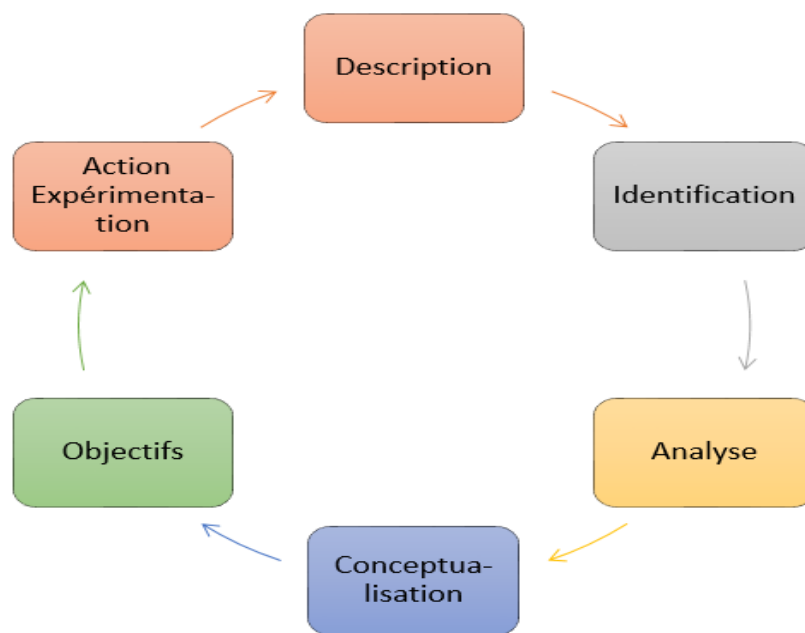 Description
Identification
Analyse
Conceptua-
lisation
Objectifs
Action
Expérimenta-
tion